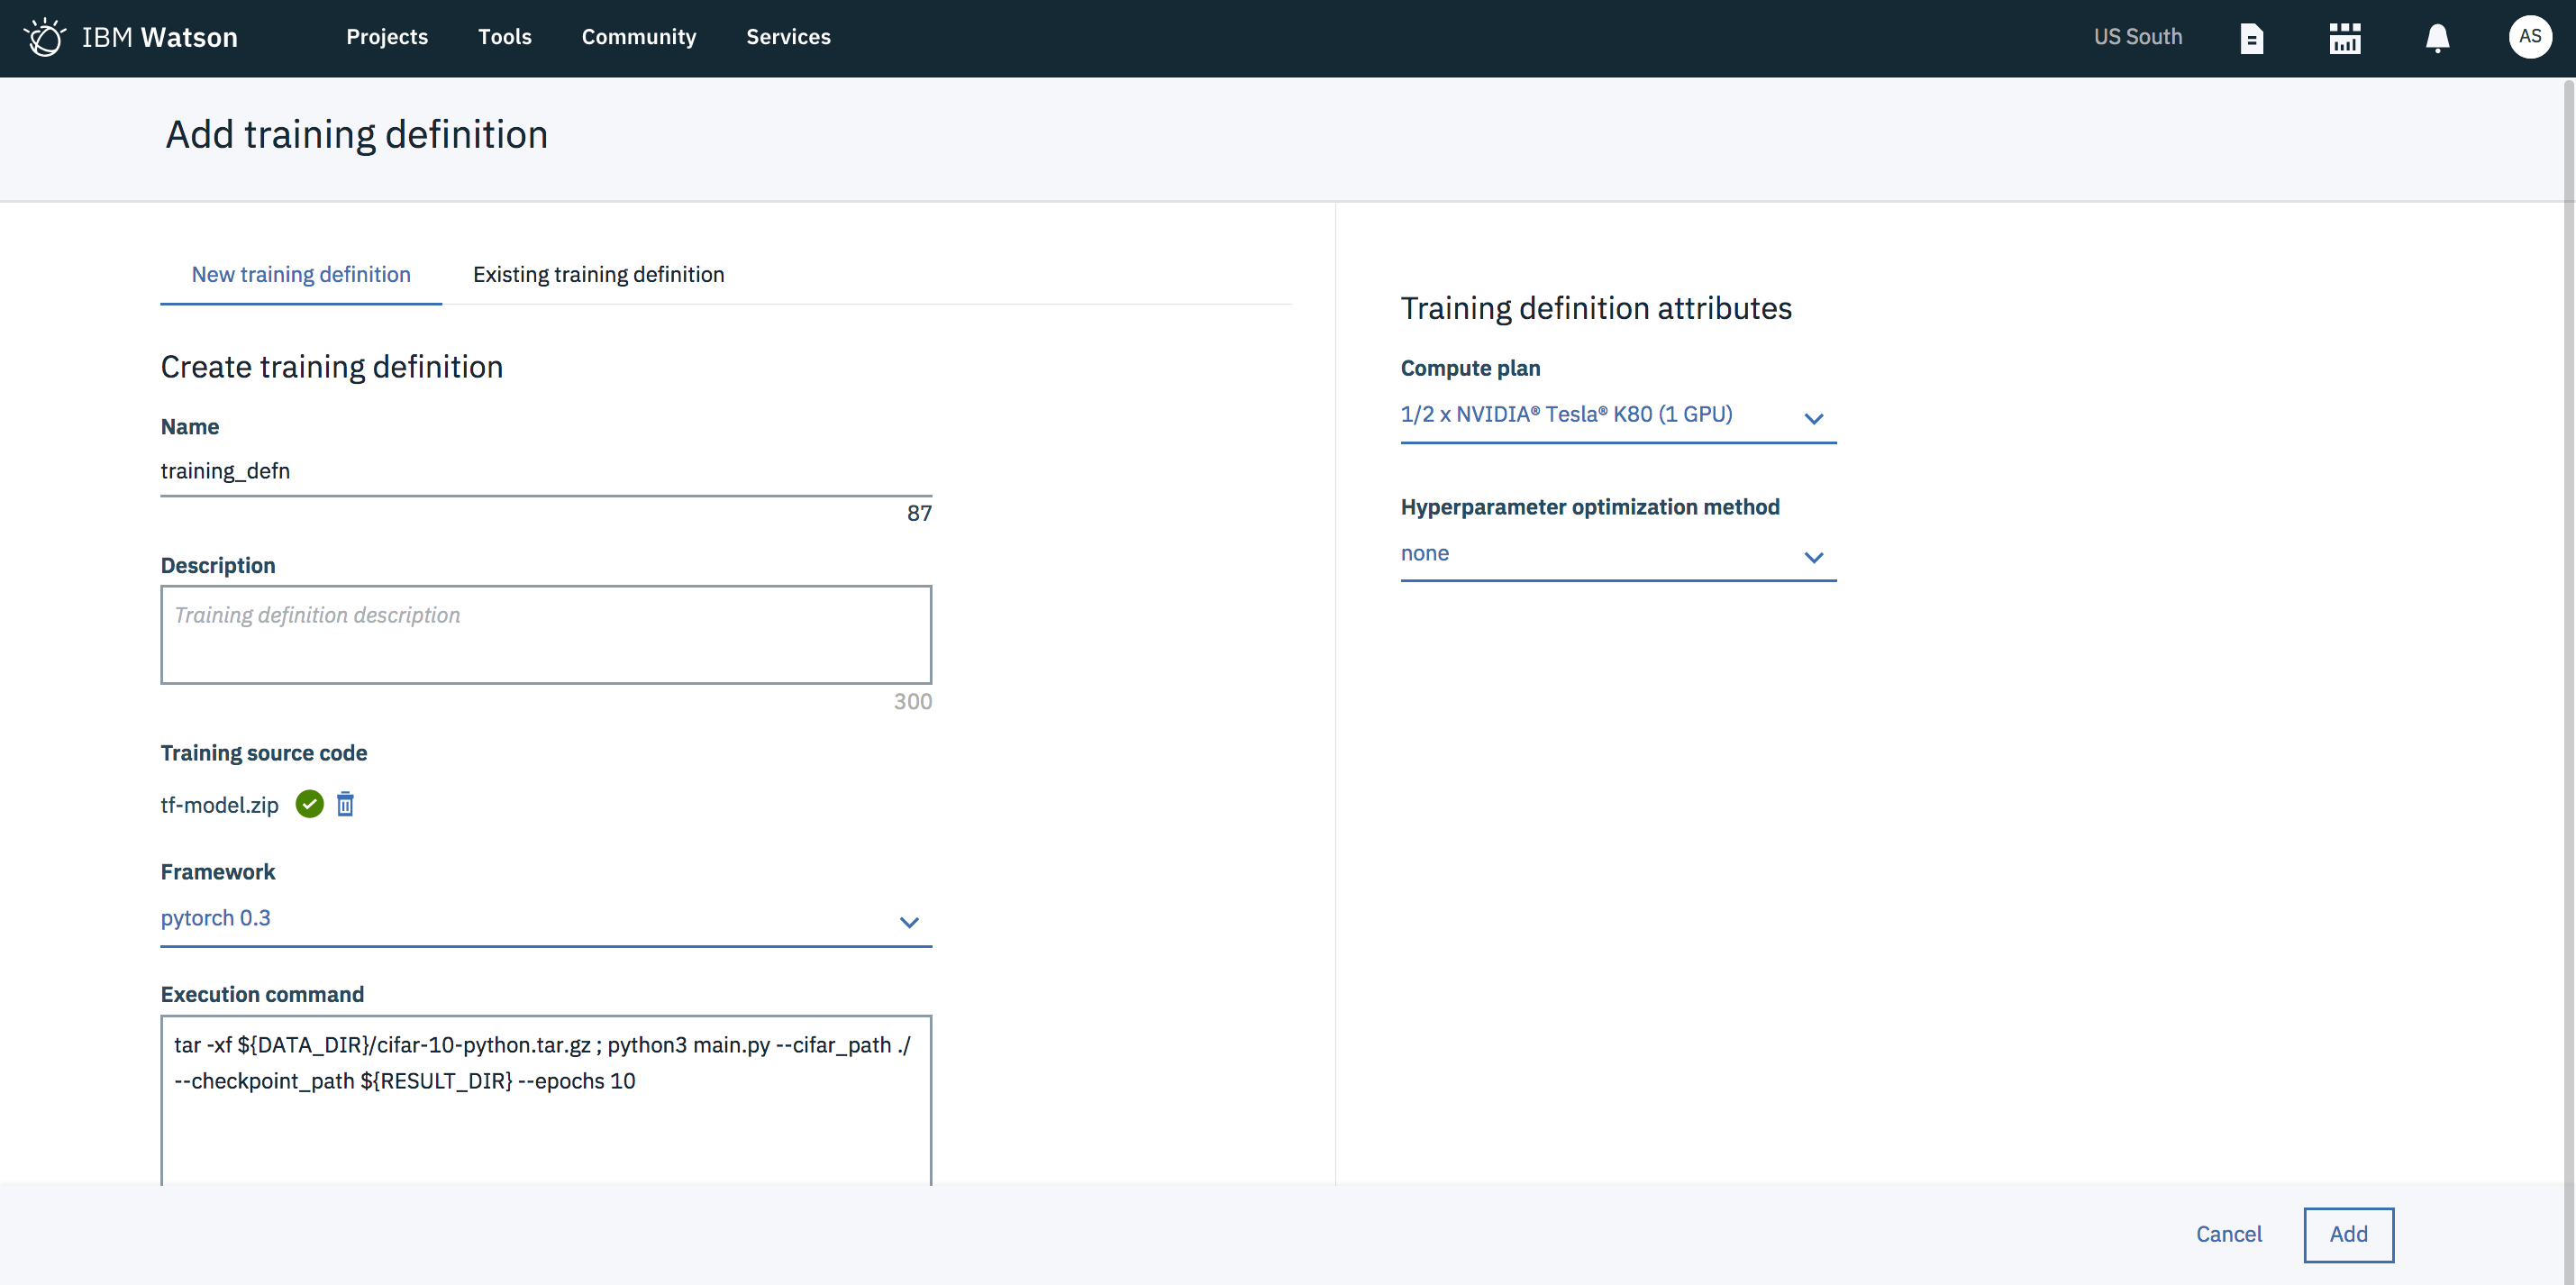 IBM Watson
Projects
Tools
Community
Services
US South
AS
Add training definition
New training definition
Existing training definition
Create training definition
Name
training_defn
87
Description
Training definition description
300
Training source code
tf-model.zip
Framework
pytorch 0.3
Execution command
tar -xf ${DATA_DIR}/cifar-10-python.tar.gz ; python3 main.py --cifar_path ./
--checkpoint_path ${RESULT_DIR} --epochs 10
Training definition attributes
Compute plan
1/2 x NVIDIA® Tesla® K80 (1 GPU)
Hyperparameter optimization method
none
Cancel
Add